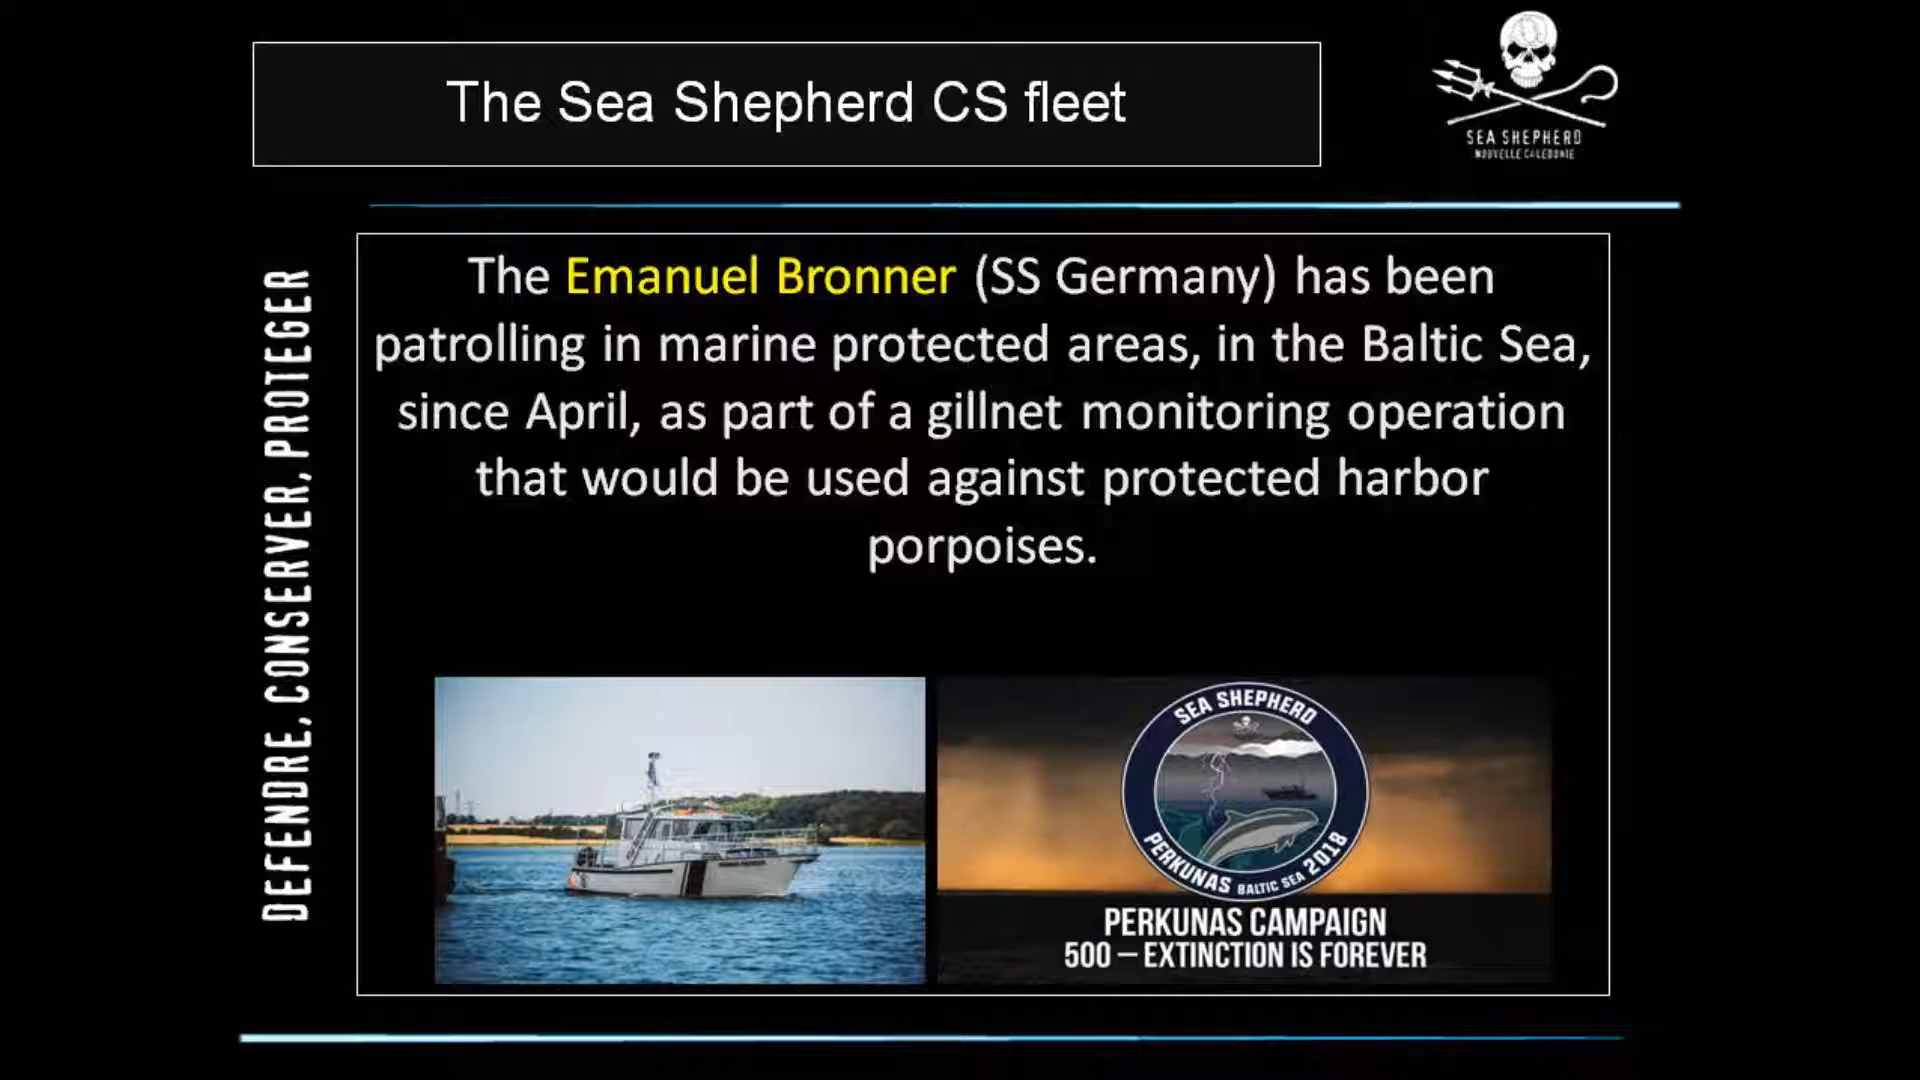 The Sea Shepherd CS fleet
SEA SHEPHERD
NOUVELLE CALEDONIE
DEFENDRE, CONSERVER, PROTEGER
The Emanuel Bronner (SS Germany) has been
patrolling in marine protected areas, in the Baltic Sea,
since April, as part of a gillnet monitoring operation
that would be used against protected harbor
porpoises.
SEA SHEPHERD
PERKUNAS BALTIC SEA 2018
PERKUNAS CAMPAIGN
500 – EXTINCTION IS FOREVER